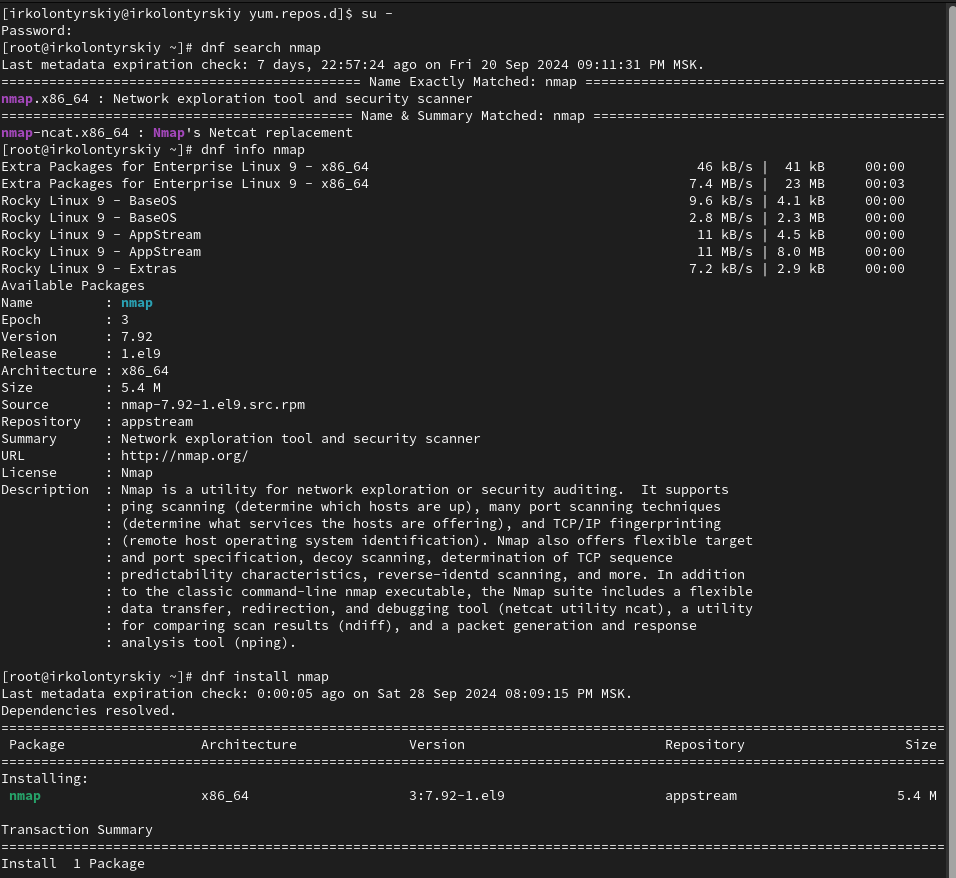 [irkolontyrskiy@irkolontyrskiy yum.repos.d]$ su -
Password:
[root@irkolontyrskiy ~]# dnf search nmap
Last metadata expiration check: 7 days, 22:57:24 ago on Fri 20 Sep 2024 09:11:31 PM MSK.
============================================= Name Exactly Matched: nmap =============================================
nmap.x86_64 : Network exploration tool and security scanner
============================================ Name & Summary Matched: nmap ============================================
nmap-ncat.x86_64 : Nmap's Netcat replacement
[root@irkolontyrskiy ~]# dnf info nmap
Extra Packages for Enterprise Linux 9 - x86_64                                         46 kB/s |  41 kB     00:00
Extra Packages for Enterprise Linux 9 - x86_64                                        7.4 MB/s |  23 MB     00:03
Rocky Linux 9 - BaseOS                                                                9.6 kB/s | 4.1 kB     00:00
Rocky Linux 9 - BaseOS                                                                2.8 MB/s | 2.3 MB     00:00
Rocky Linux 9 - AppStream                                                              11 kB/s | 4.5 kB     00:00
Rocky Linux 9 - AppStream                                                              11 MB/s | 8.0 MB     00:00
Rocky Linux 9 - Extras                                                                7.2 kB/s | 2.9 kB     00:00
Available Packages
Name         : nmap
Epoch        : 3
Version      : 7.92
Release      : 1.el9
Architecture : x86_64
Size         : 5.4 M
Source       : nmap-7.92-1.el9.src.rpm
Repository   : appstream
Summary      : Network exploration tool and security scanner
URL          : http://nmap.org/
License      : Nmap
Description  : Nmap is a utility for network exploration or security auditing.  It supports
             : ping scanning (determine which hosts are up), many port scanning techniques
             : (determine what services the hosts are offering), and TCP/IP fingerprinting
             : (remote host operating system identification). Nmap also offers flexible target
             : and port specification, decoy scanning, determination of TCP sequence
             : predictability characteristics, reverse-identd scanning, and more. In addition
             : to the classic command-line nmap executable, the Nmap suite includes a flexible
             : data transfer, redirection, and debugging tool (netcat utility ncat), a utility
             : for comparing scan results (ndiff), and a packet generation and response
             : analysis tool (nping).
[root@irkolontyrskiy ~]# dnf install nmap
Last metadata expiration check: 0:00:05 ago on Sat 28 Sep 2024 08:09:15 PM MSK.
Dependencies resolved.
======================================================================================================================
 Package                 Architecture              Version                         Repository                    Size
======================================================================================================================
Installing:
 nmap                    x86_64                    3:7.92-1.el9                    appstream                    5.4 M
Transaction Summary
======================================================================================================================
Install  1 Package